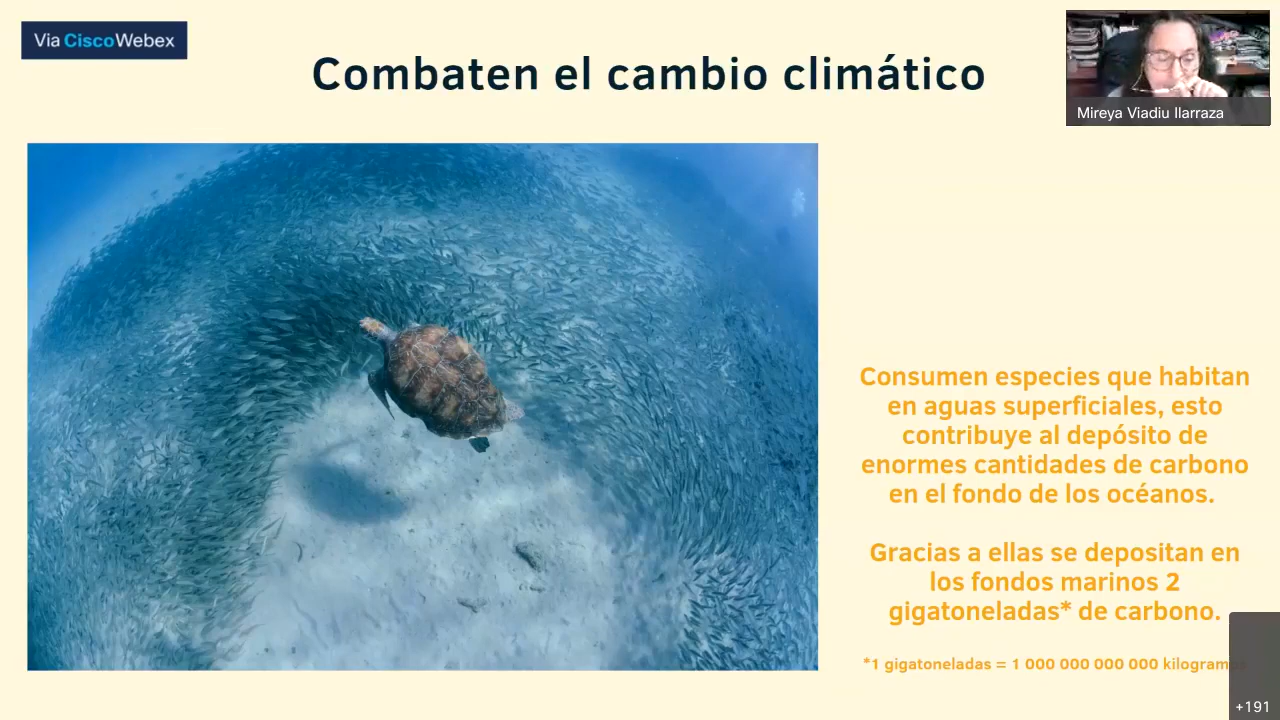 Via CiscoWebex
Combaten el cambio climático
Mireya Viadiu Ilarraza
Consumen especies que habitan
en aguas superficiales, esto
contribuye al depósito de
enormes cantidades de carbono
en el fondo de los océanos.
Gracias a ellas se depositan en
los fondos marinos 2
gigatoneladas* de carbono.
*1 gigatoneladas = 1 000 000 000 000 kilogramos
+191